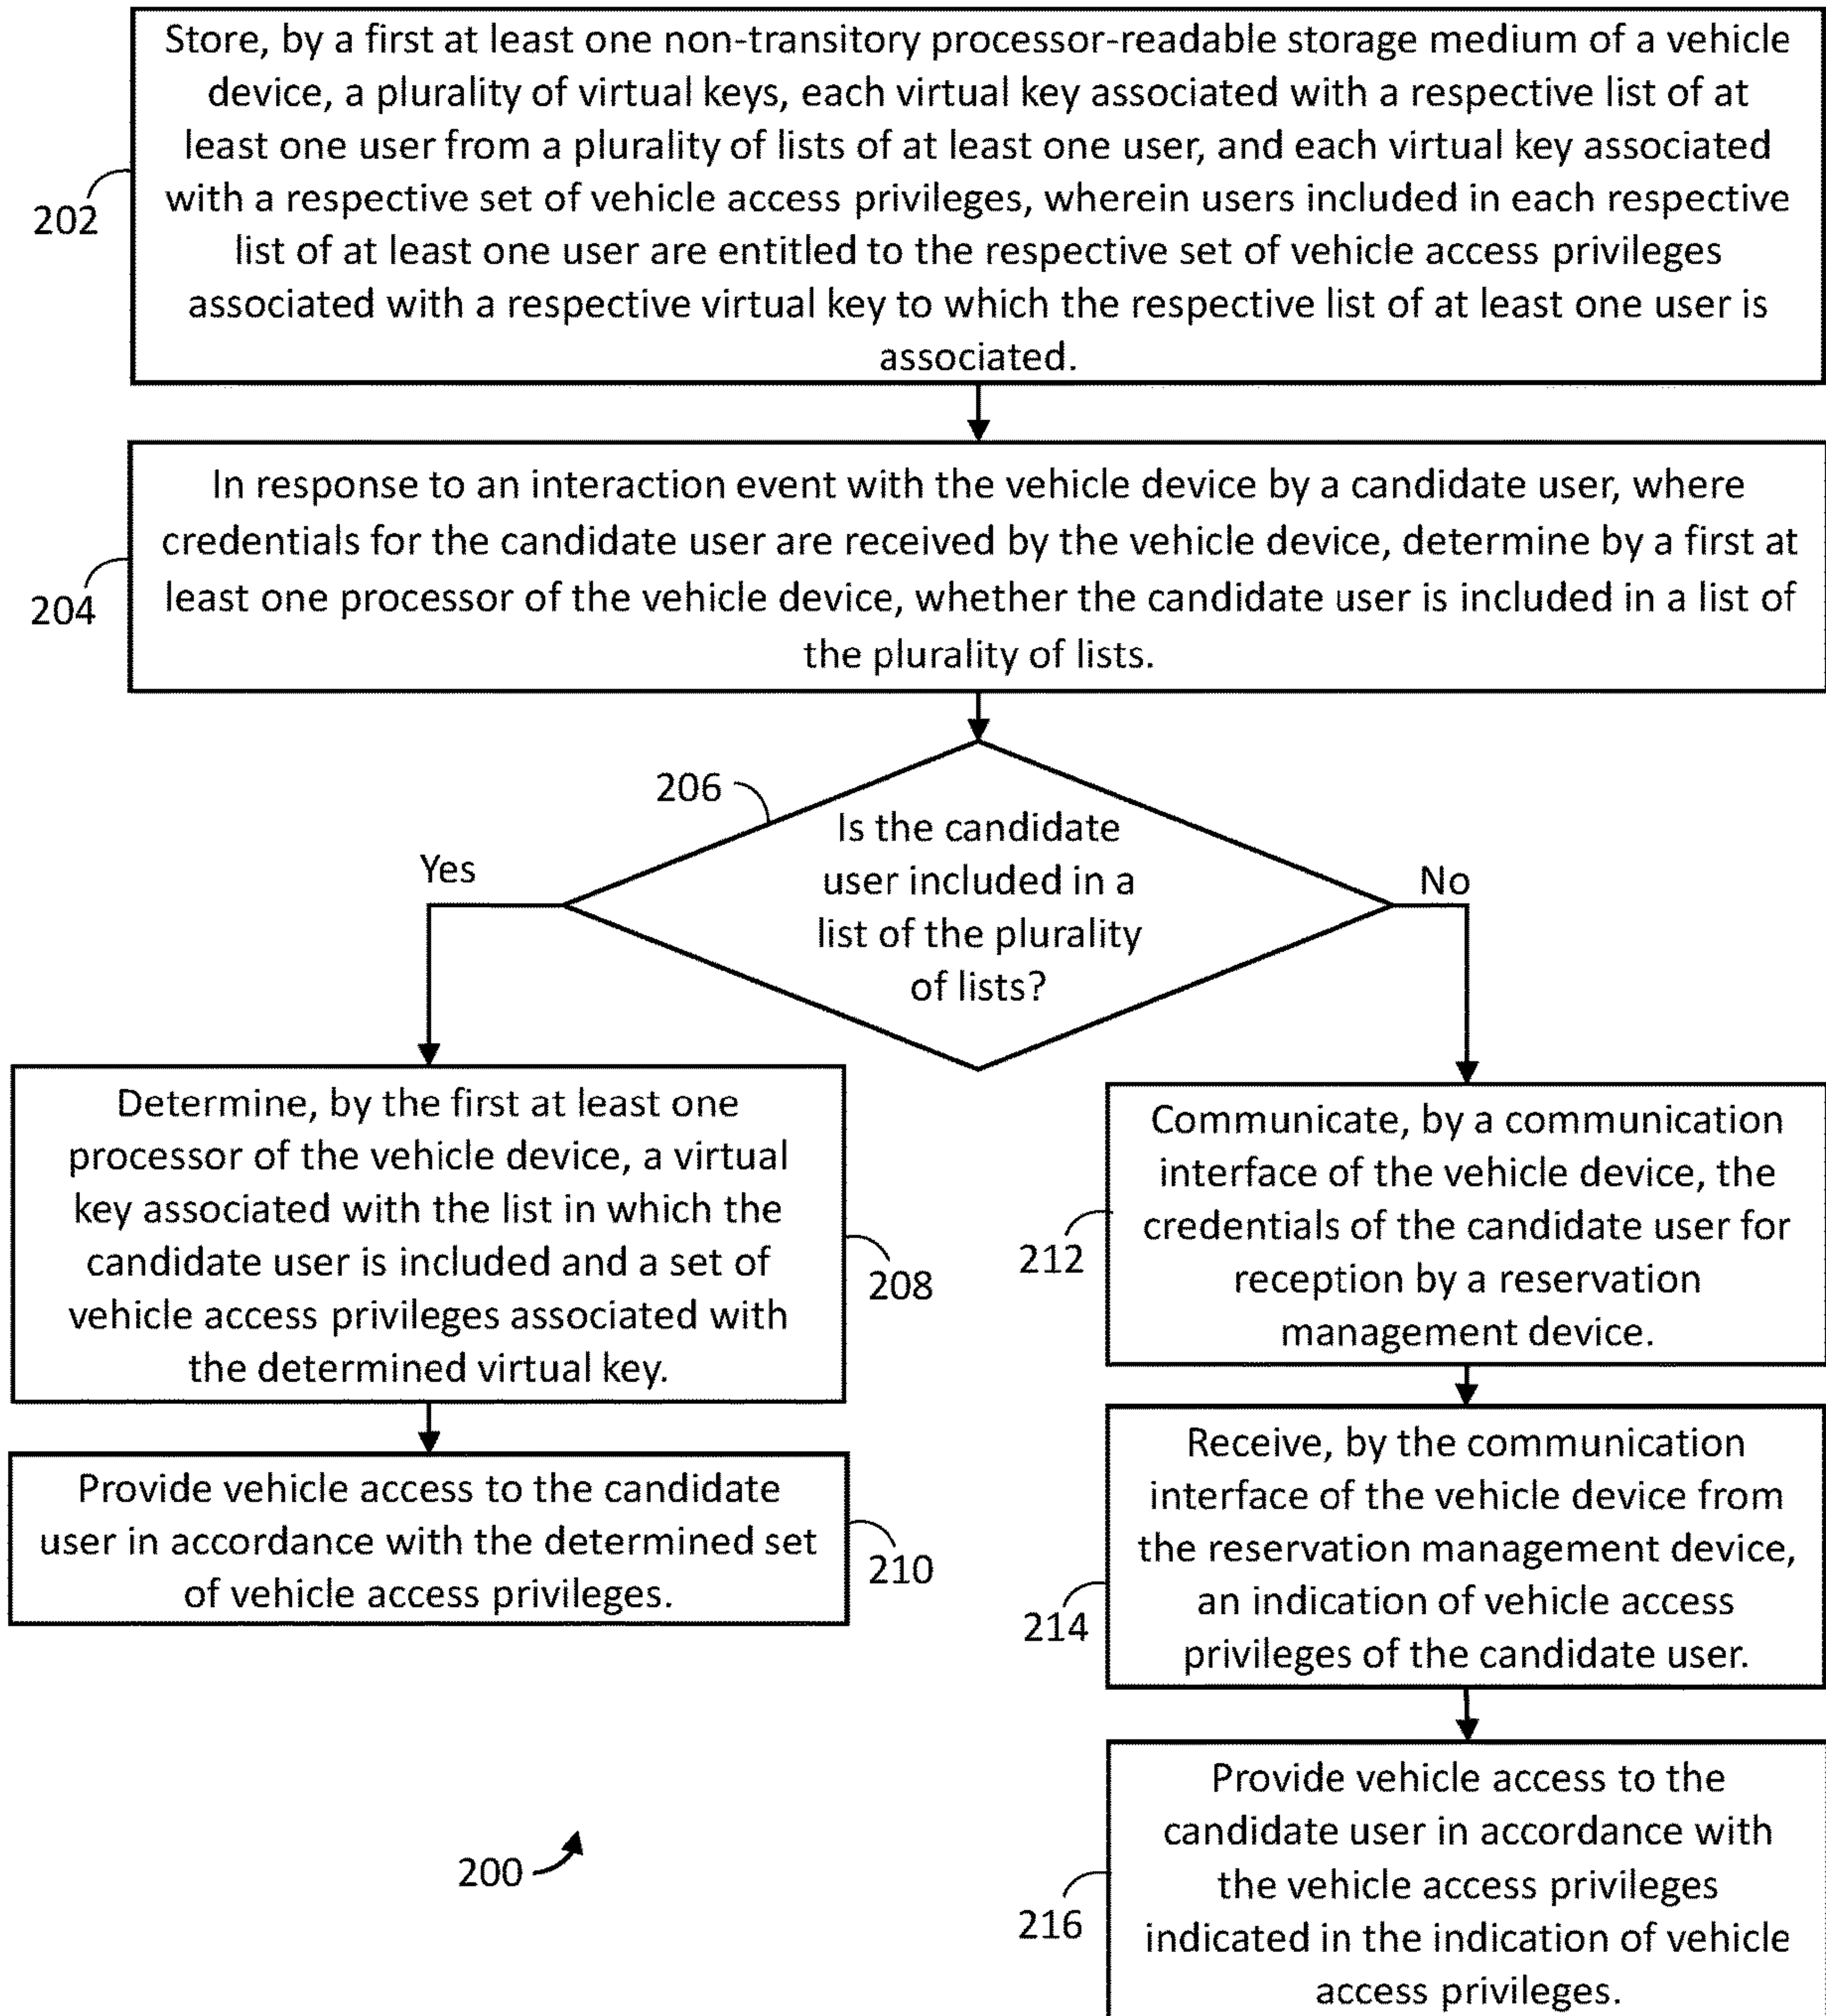 Store, by a first at least one non-transitory processor-readable storage medium of a vehicle
device, a plurality of virtual keys, each virtual key associated with a respective list of at
least one user from a plurality of lists of at least one user, and each virtual key associated
with a respective set of vehicle access privileges, wherein users included in each respective
list of at least one user are entitled to the respective set of vehicle access privileges
associated with a respective virtual key to which the respective list of at least one user is
associated.
202
In response to an interaction event with the vehicle device by a candidate user, where
credentials for the candidate user are received by the vehicle device, determine by a first at
least one processor of the vehicle device, whether the candidate user is included in a list of
the plurality of lists.
204
206
Is the candidate
user included in a
list of the plurality
of lists?
Yes
No
Determine, by the first at least one
processor of the vehicle device, a virtual
key associated with the list in which the
candidate user is included and a set of
vehicle access privileges associated with
the determined virtual key.
208
Provide vehicle access to the candidate
user in accordance with the determined set
of vehicle access privileges.
210
Communicate, by a communication
interface of the vehicle device, the
credentials of the candidate user for
reception by a reservation
management device.
212
Receive, by the communication
interface of the vehicle device from
the reservation management device,
an indication of vehicle access
privileges of the candidate user.
214
Provide vehicle access to the
candidate user in accordance with
the vehicle access privileges
indicated in the indication of vehicle
access privileges.
216
200